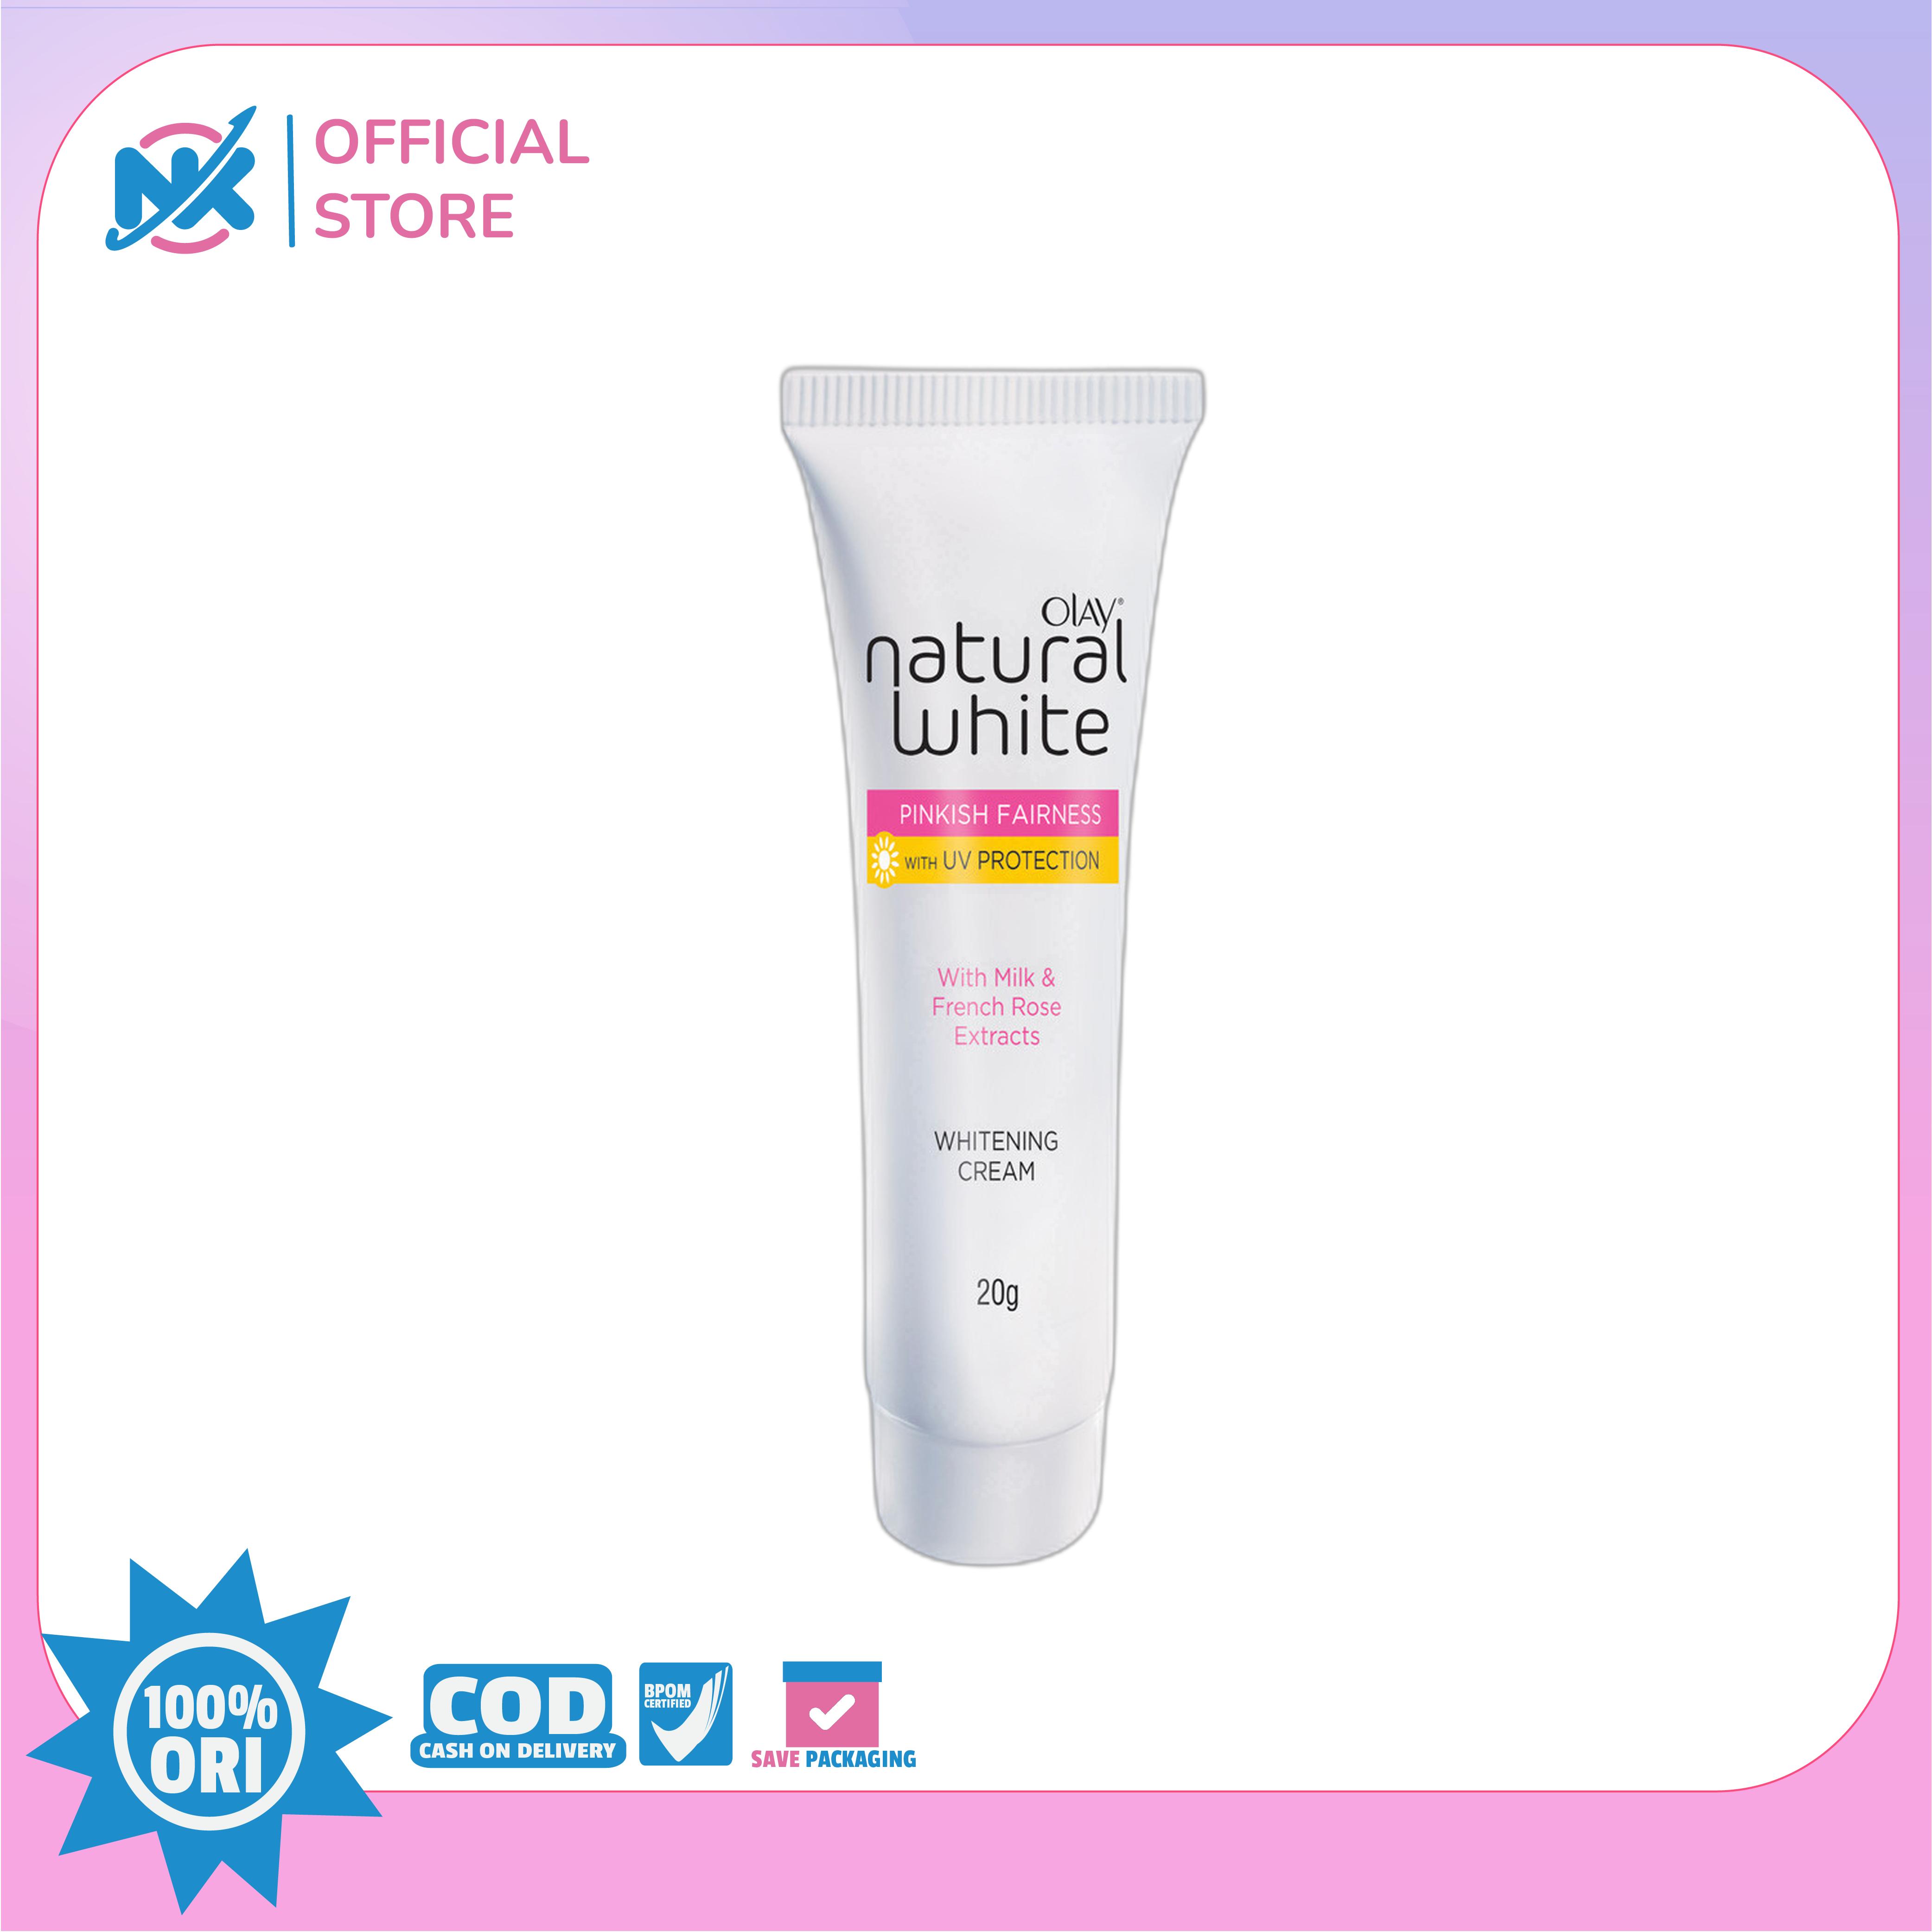 NK
OFFICIAL
STORE
OLAY®
natural
white
PINKISH FAIRNESS
WITH UV PROTECTION
With Milk &
French Rose
Extracts
WHITENING
CREAM
20g
100%
ORI
COD
CASH ON DELIVERY
BPOM
CERTIFIED
SAVE PACKAGING